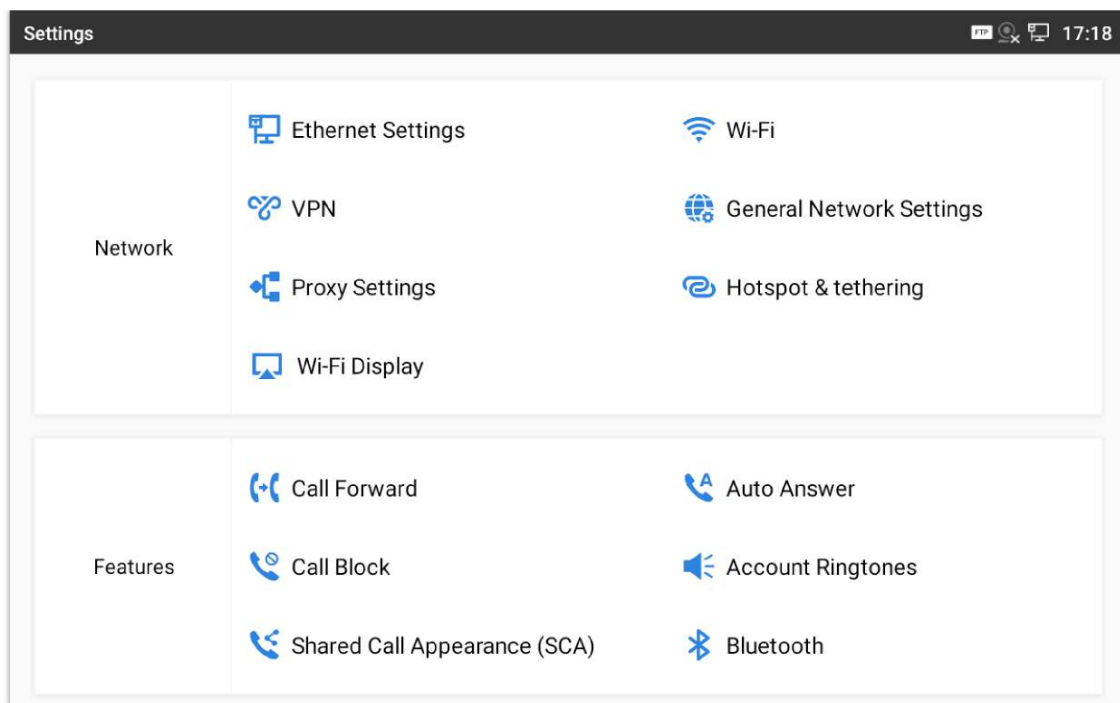 Settings
FTP 17:18
Network
Ethernet Settings
Wi-Fi
VPN
General Network Settings
Proxy Settings
Hotspot & tethering
Wi-Fi Display
Features
Call Forward
A
Auto Answer
Call Block
Account Ringtones
Shared Call Appearance (SCA)
Bluetooth